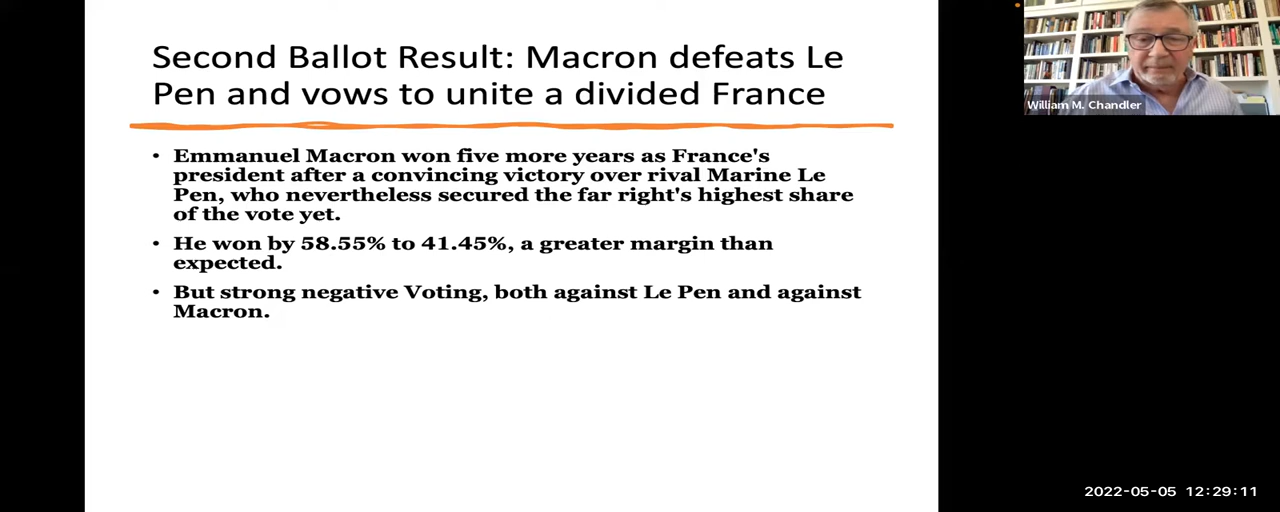 Second Ballot Result: Macron defeats Le
Pen and vows to unite a divided France
• Emmanuel Macron won five more years as France's
president after a convincing victory over rival Marine Le
Pen, who nevertheless secured the far right's highest share
of the vote yet.
• He won by 58.55% to 41.45%, a greater margin than
expected.
• But strong negative Voting, both against Le Pen and against
Macron.
William M. Chandler
2022-05-05 12:29:11